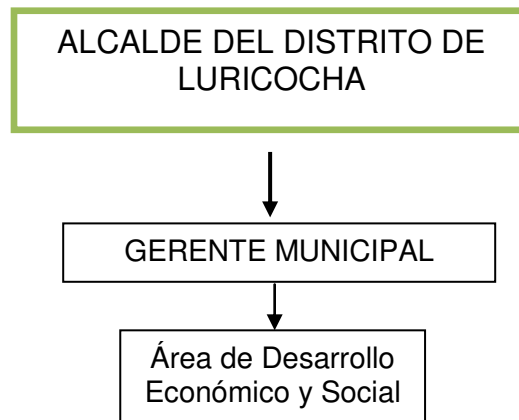 ALCALDE DEL DISTRITO DE
LURICOCHA
GERENTE MUNICIPAL
Área de Desarrollo
Económico y Social